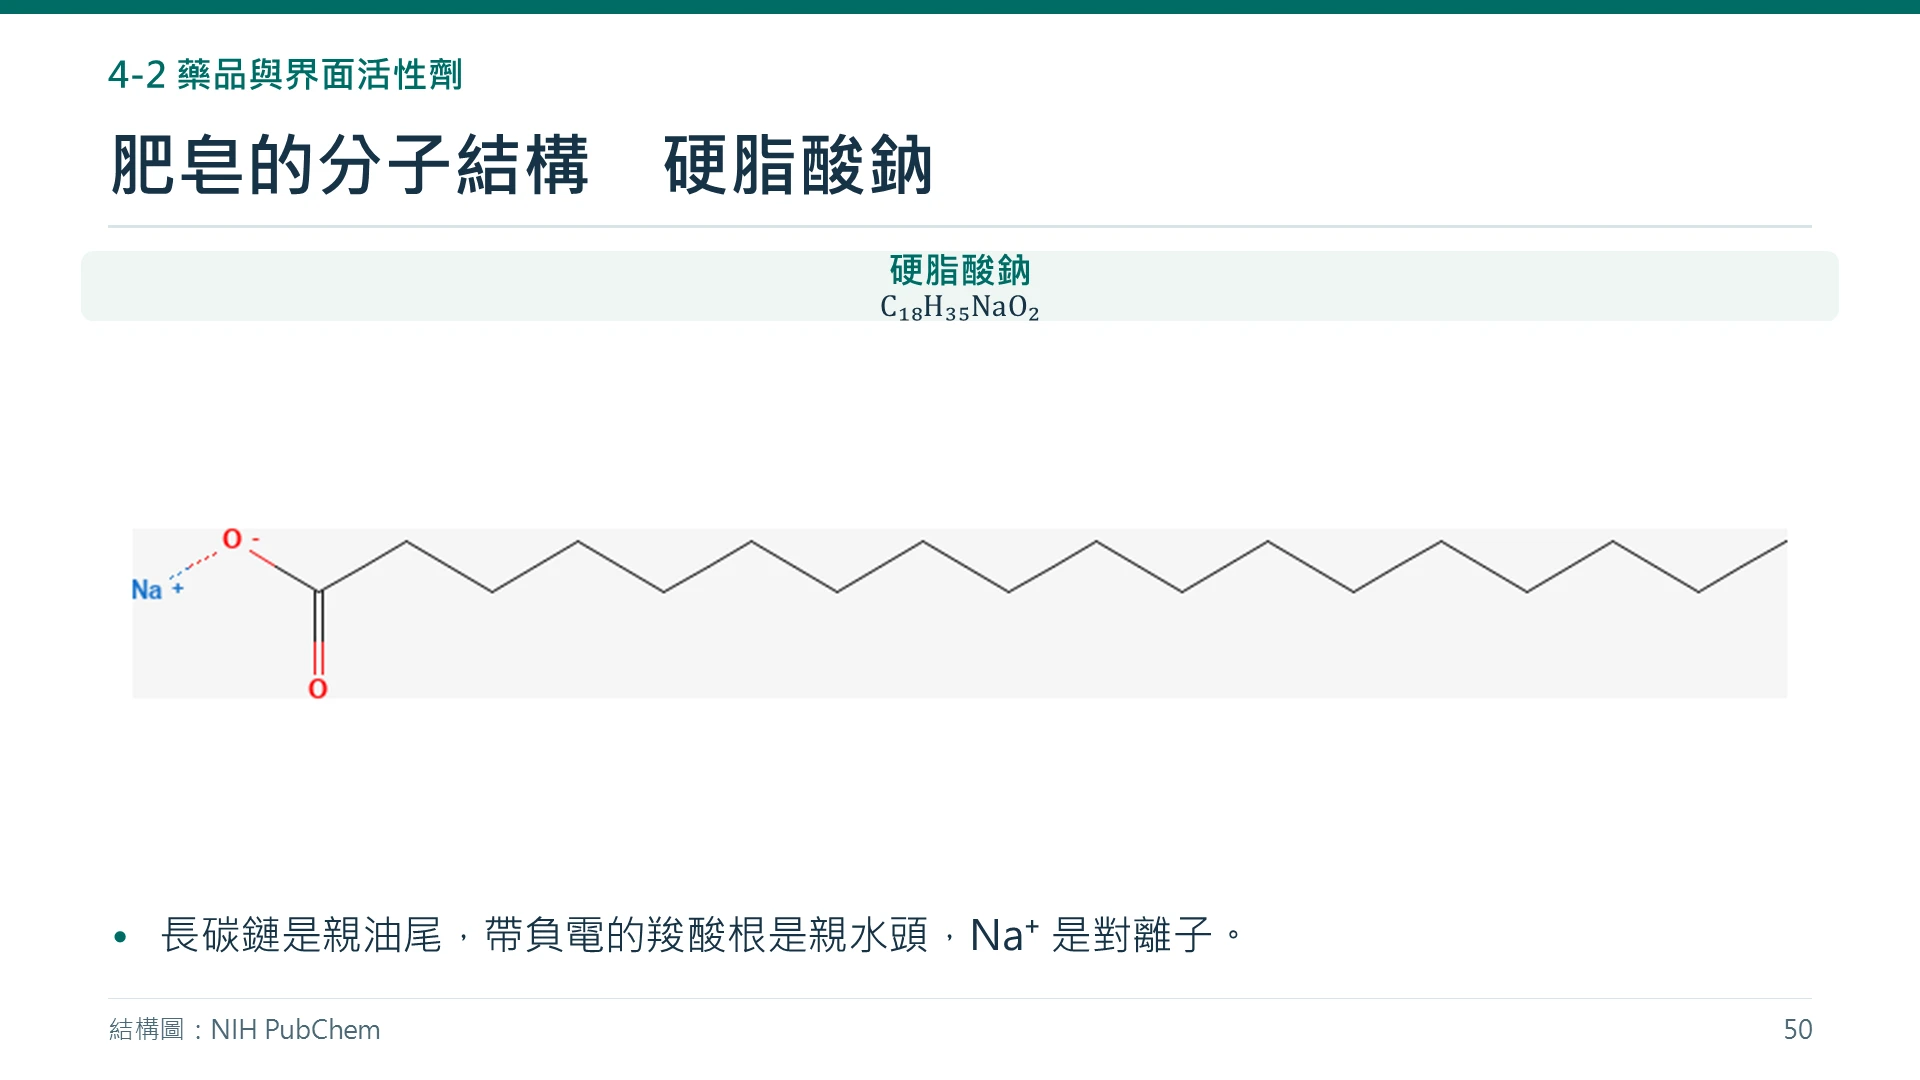 4-2 藥品與界面活性劑
肥皂的分子結構　硬脂酸鈉
硬脂酸鈉
C₁₈H₃₅NaO₂
O -
Na +
O
• 長碳鏈是親油尾，帶負電的羧酸根是親水頭，Na⁺ 是對離子。
結構圖：NIH PubChem
50